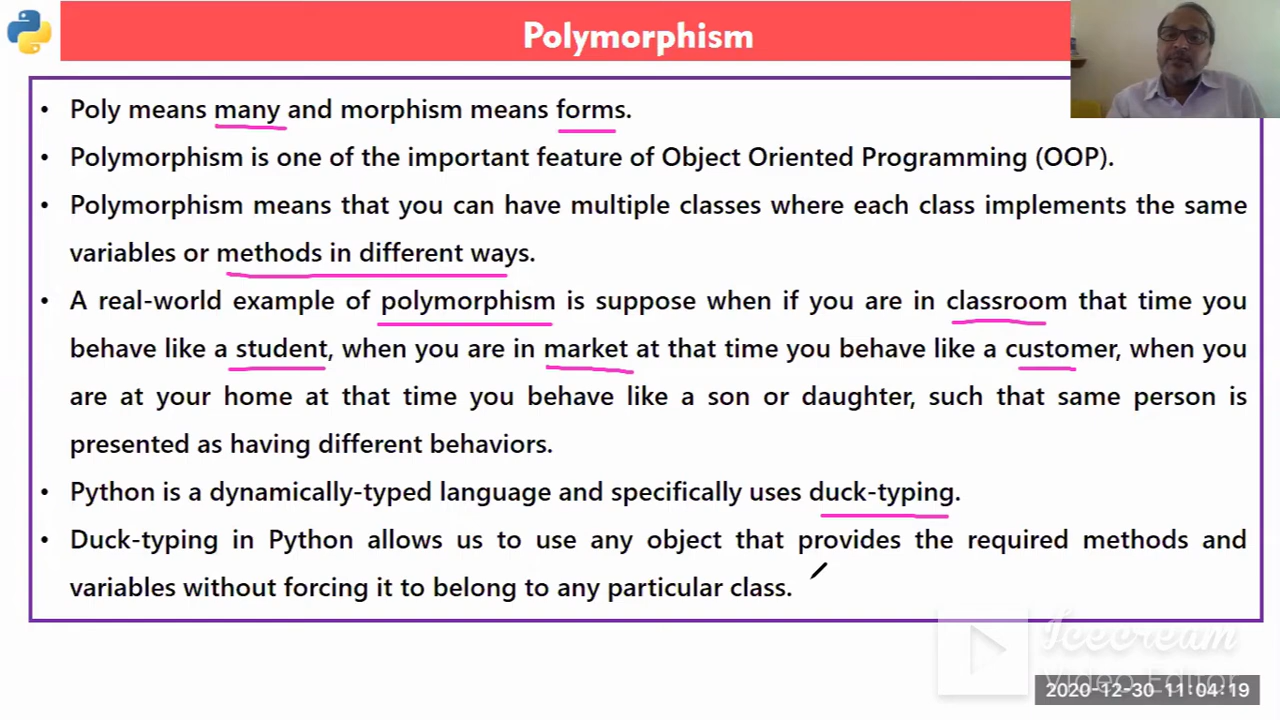 Polymorphism
• Poly means many and morphism means forms.
• Polymorphism is one of the important feature of Object Oriented Programming (OOP).
• Polymorphism means that you can have multiple classes where each class implements the same
variables or methods in different ways.
• A real-world example of polymorphism is suppose when if you are in classroom that time you
behave like a student, when you are in market at that time you behave like a customer, when you
are at your home at that time you behave like a son or daughter, such that same person is
presented as having different behaviors.
• Python is a dynamically-typed language and specifically uses duck-typing.
• Duck-typing in Python allows us to use any object that provides the required methods and
variables without forcing it to belong to any particular class.
Icecream
Video Editor
2020-12-30 11:04:19